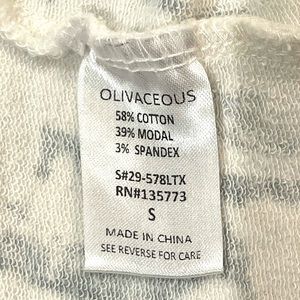 OLIVACEOUS
58% COTTON
39% MODAL
3% SPANDEX
S#29-578LTX
RN#135773
S
MADE IN CHINA
SEE REVERSE FOR CARE